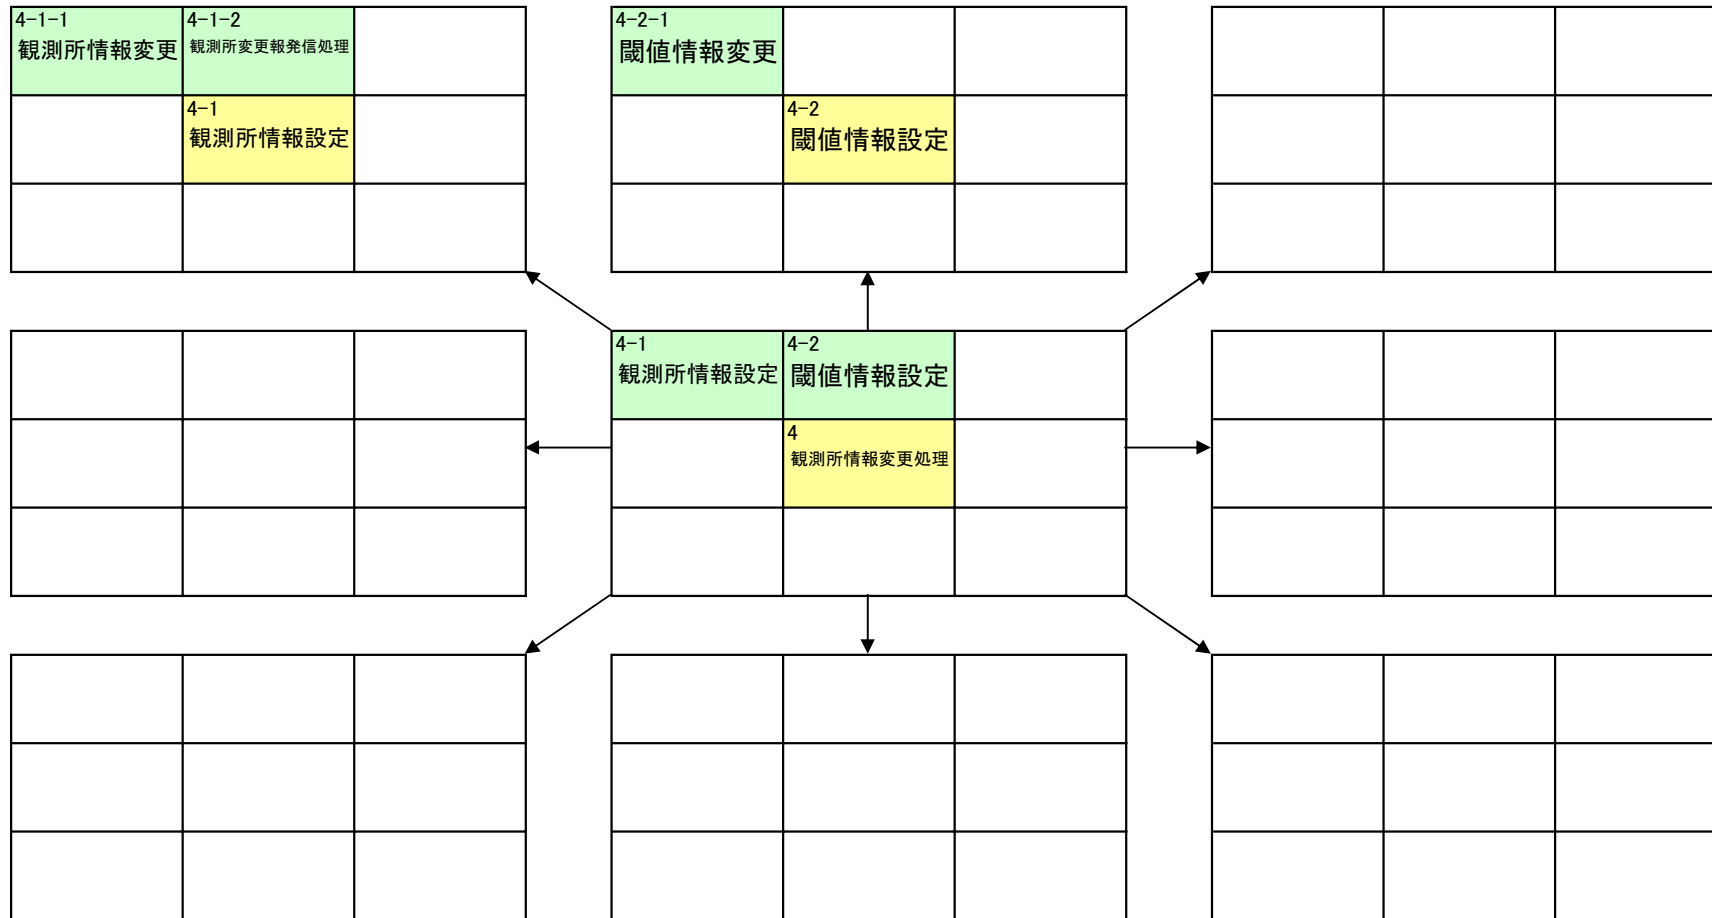 4-1-1
観測所情報変更
4-1-2
観測所変更報発信処理
4-1
観測所情報設定
4-2-1
閾値情報変更
4-2
閾値情報設定
4-1
観測所情報設定
4-2
閾値情報設定
4
観測所情報変更処理